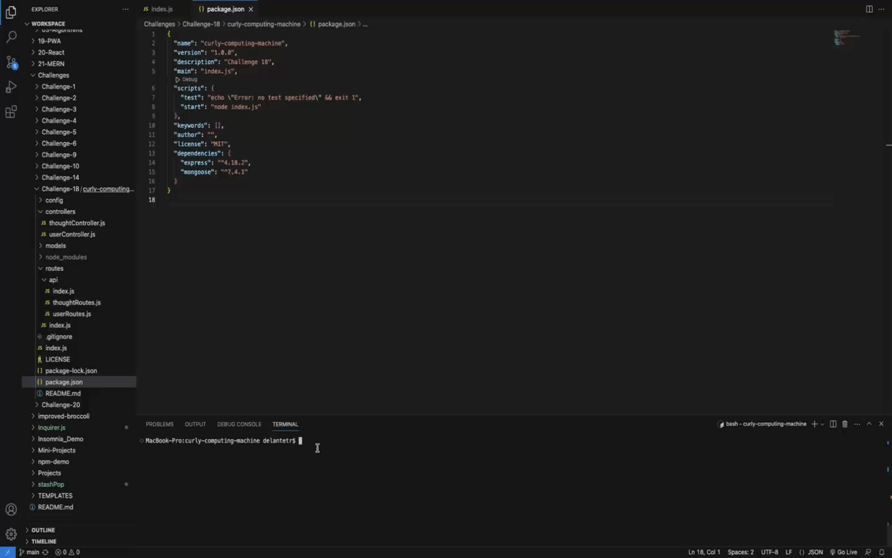 EXPLORER
index.js
package.json
WORKSPACE
19-PWA
20-React
21-MERN
Challenges
Challenge-1
Challenge-2
Challenge-3
Challenge-4
Challenge-5
Challenge-6
Challenge-9
Challenge-10
Challenge-14
Challenge-18 / curly-computing...
config
controllers
thoughtController.js
userController.js
models
node_modules
routes
api
index.js
thoughtRoutes.js
userRoutes.js
index.js
.gitignore
index.js
LICENSE
package-lock.json
package.json
README.md
Challenge-20
improved-broccoli
Inquirer.js
Insomnia_Demo
Mini-Projects
npm-demo
Projects
stashPop
TEMPLATES
README.md
OUTLINE
TIMELINE
Challenges > Challenge-18 > curly-computing-machine > package.json > ...
1 {
2 "name": "curly-computing-machine",
3 "version": "1.0.0",
4 "description": "Challenge 18",
5 "main": "index.js",
Debug
6 "scripts": {
7 "test": "echo \"Error: no test specified\" && exit 1",
8 "start": "node index.js"
9 },
10 "keywords": [],
11 "author": "",
12 "license": "MIT",
13 "dependencies": {
14 "express": "^4.18.2",
15 "mongoose": "^7.4.1"
16 }
17 }
18
PROBLEMS OUTPUT DEBUG CONSOLE TERMINAL
bash - curly-computing-machine
MacBook-Pro:curly-computing-machine delantetr$
main
0 0
Ln 18, Col 1 Spaces: 2 UTF-8 LF {} JSON Go Live